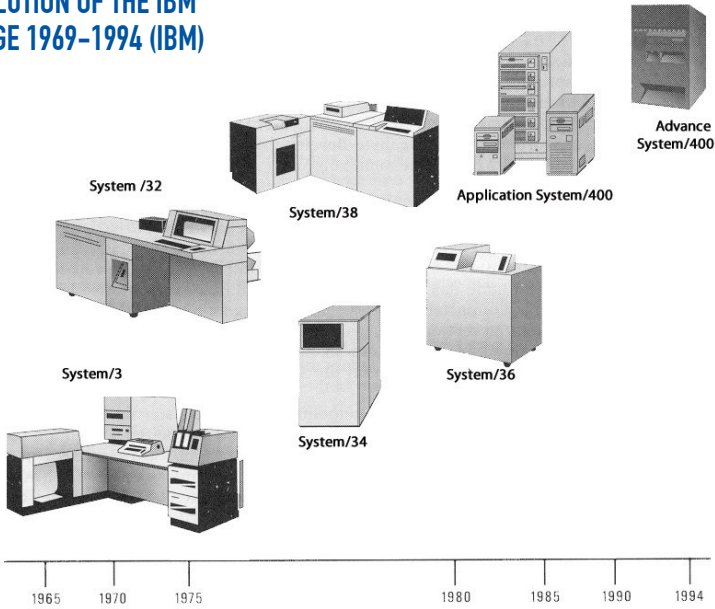 LUTION OF THE IBM
GE 1969–1994 (IBM)
Advance
System/400
System /32
System/38
Application System/400
System/3
System/34
System/36
1965 1970 1975 1980 1985 1990 1994